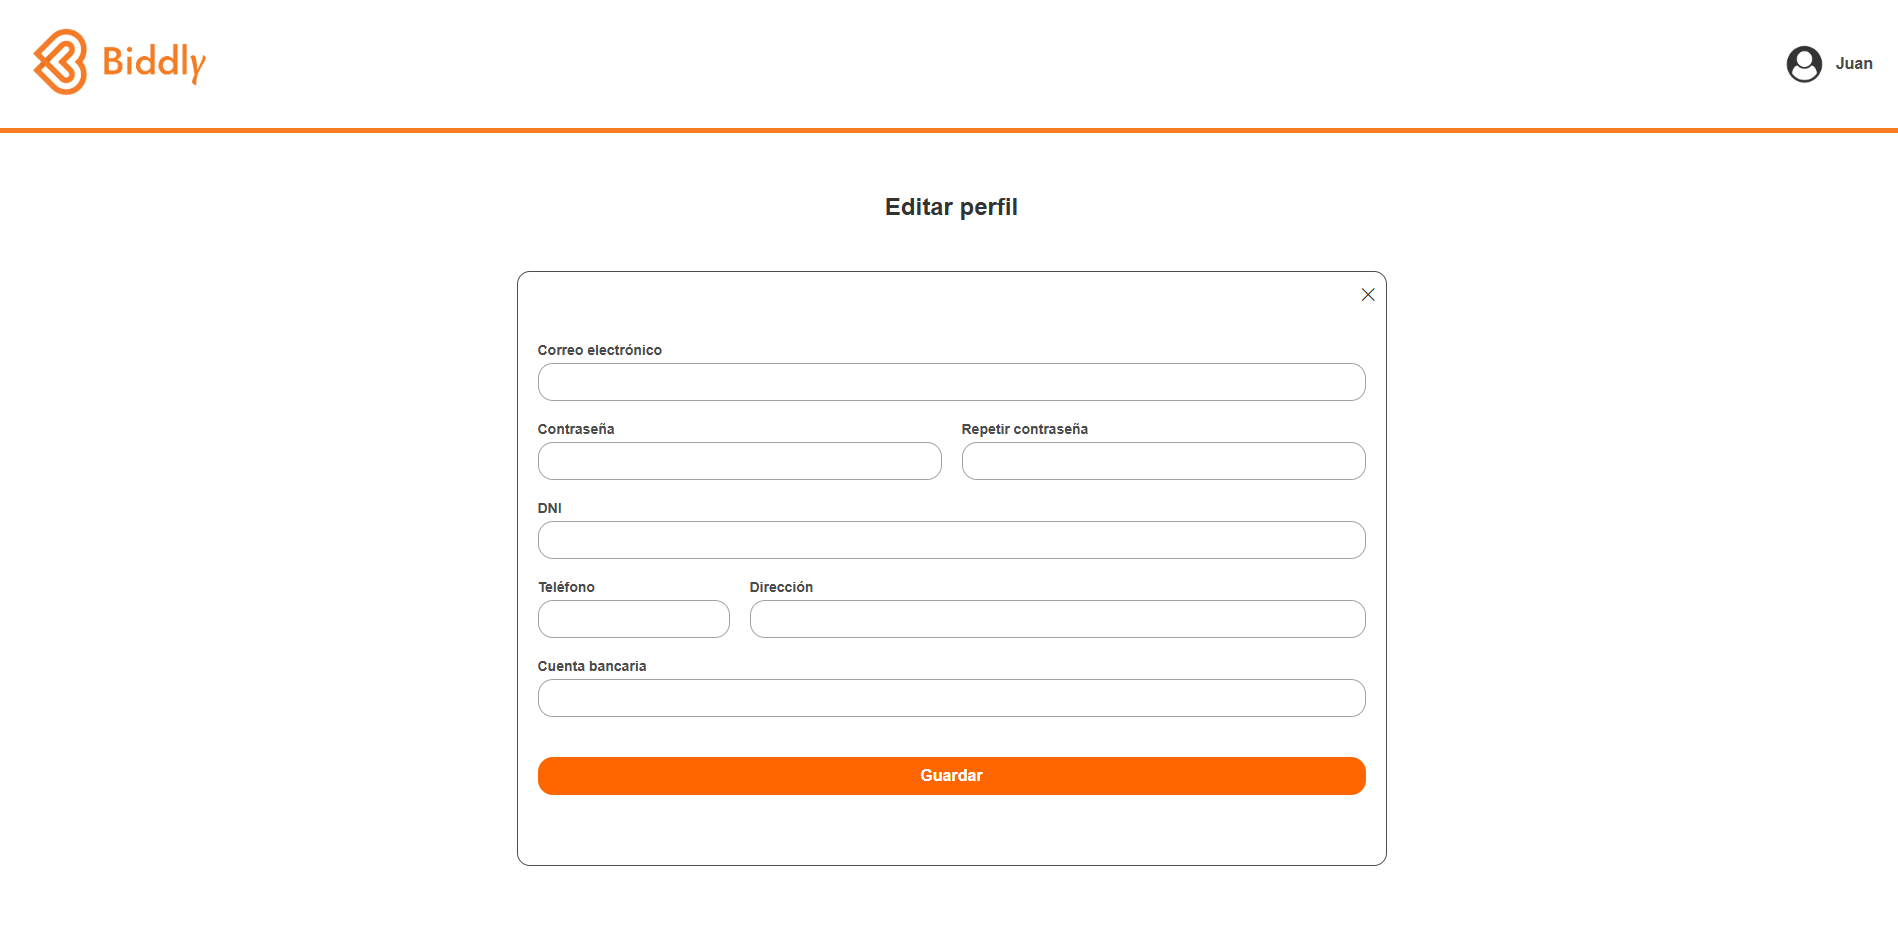 Biddly
Juan
Editar perfil
Correo electrónico
Contraseña
Repetir contraseña
DNI
Teléfono
Dirección
Cuenta bancaria
Guardar